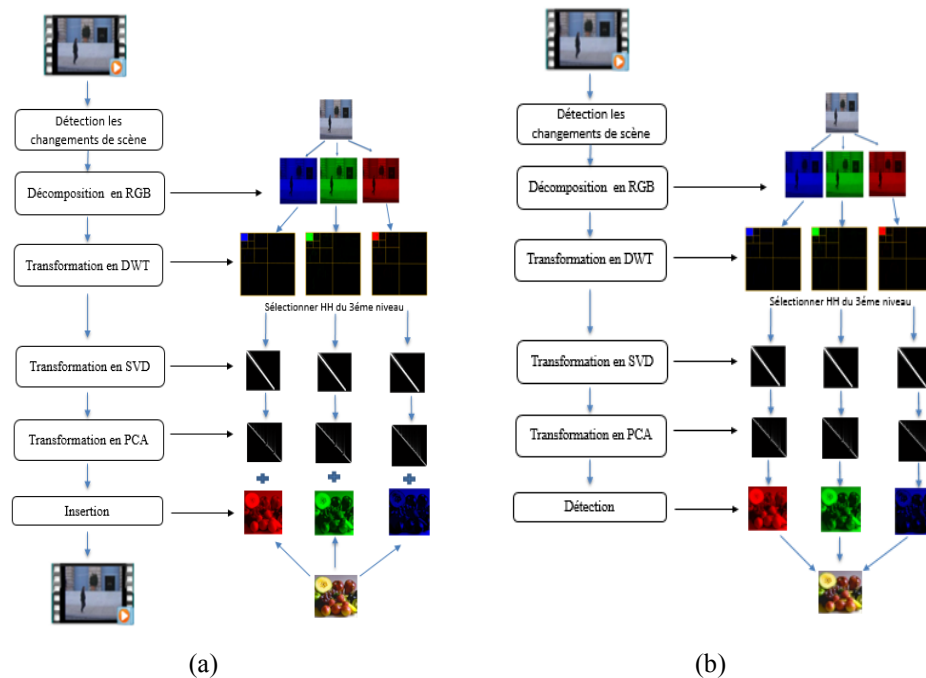 Détection les
changements de scène
Décomposition en RGB
Transformation en DWT
Sélectionner HH du 3éme niveau
Transformation en SVD
Transformation en PCA
Insertion
(a)
Détection les
changements de scène
Décomposition en RGB
Transformation en DWT
Sélectionner HH du 3éme niveau
Transformation en SVD
Transformation en PCA
Détection
(b)